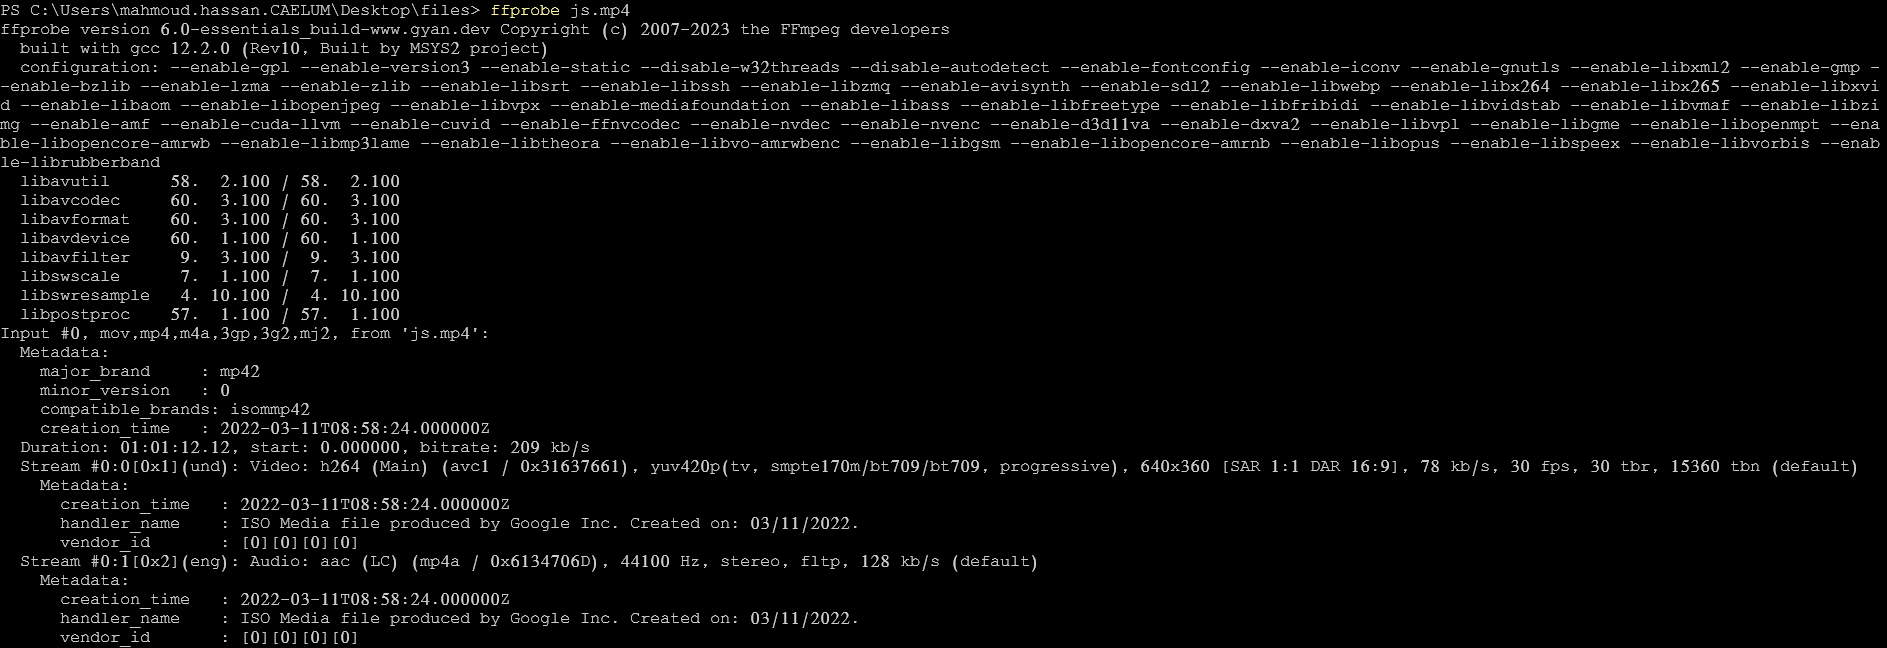 PS C:\Users\mahmoud.hassan.CAELUM\Desktop\files> ffprobe js.mp4
ffprobe version 6.0-essentials_build-www.gyan.dev Copyright (c) 2007-2023 the FFmpeg developers
  built with gcc 12.2.0 (Rev10, Built by MSYS2 project)
  configuration: --enable-gpl --enable-version3 --enable-static --disable-w32threads --disable-autodetect --enable-fontconfig --enable-iconv --enable-gnutls --enable-libxml2 --enable-gmp -
-enable-bzlib --enable-lzma --enable-zlib --enable-libsrt --enable-libssh --enable-libzmq --enable-avisynth --enable-sdl2 --enable-libwebp --enable-libx264 --enable-libx265 --enable-libxvi
d --enable-libaom --enable-libopenjpeg --enable-libvpx --enable-mediafoundation --enable-libass --enable-libfreetype --enable-libfribidi --enable-libvidstab --enable-libvmaf --enable-libzi
mg --enable-amf --enable-cuda-llvm --enable-cuvid --enable-ffnvcodec --enable-nvdec --enable-nvenc --enable-d3d11va --enable-dxva2 --enable-libvpl --enable-libgme --enable-libopenmpt --ena
ble-libopencore-amrwb --enable-libmp3lame --enable-libtheora --enable-libvo-amrwbenc --enable-libgsm --enable-libopencore-amrnb --enable-libopus --enable-libspeex --enable-libvorbis --enab
le-librubberband
  libavutil      58.  2.100 / 58.  2.100
  libavcodec     60.  3.100 / 60.  3.100
  libavformat    60.  3.100 / 60.  3.100
  libavdevice    60.  1.100 / 60.  1.100
  libavfilter     9.  3.100 /  9.  3.100
  libswscale      7.  1.100 /  7.  1.100
  libswresample   4. 10.100 /  4. 10.100
  libpostproc    57.  1.100 / 57.  1.100
Input #0, mov,mp4,m4a,3gp,3g2,mj2, from 'js.mp4':
  Metadata:
    major_brand     : mp42
    minor_version   : 0
    compatible_brands: isommp42
    creation_time   : 2022-03-11T08:58:24.000000Z
  Duration: 01:01:12.12, start: 0.000000, bitrate: 209 kb/s
  Stream #0:0[0x1](und): Video: h264 (Main) (avc1 / 0x31637661), yuv420p(tv, smpte170m/bt709/bt709, progressive), 640x360 [SAR 1:1 DAR 16:9], 78 kb/s, 30 fps, 30 tbr, 15360 tbn (default)
    Metadata:
      creation_time   : 2022-03-11T08:58:24.000000Z
      handler_name    : ISO Media file produced by Google Inc. Created on: 03/11/2022.
      vendor_id       : [0][0][0][0]
  Stream #0:1[0x2](eng): Audio: aac (LC) (mp4a / 0x6134706D), 44100 Hz, stereo, fltp, 128 kb/s (default)
    Metadata:
      creation_time   : 2022-03-11T08:58:24.000000Z
      handler_name    : ISO Media file produced by Google Inc. Created on: 03/11/2022.
      vendor_id       : [0][0][0][0]